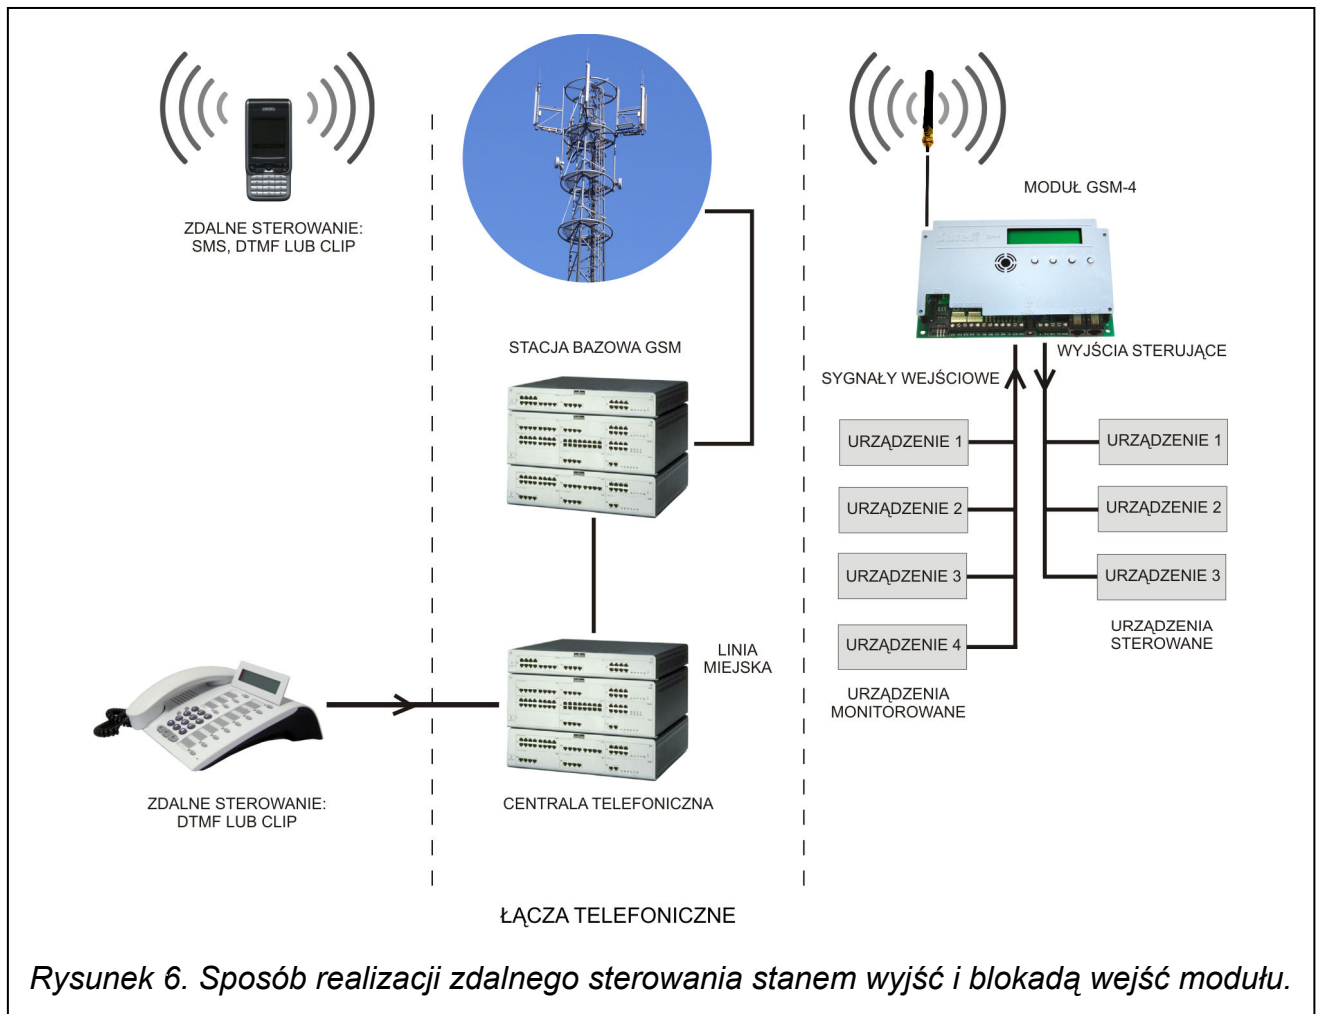 ZDALNE STEROWANIE:
SMS, DTMF LUB CLIP
STACJA BAZOWA GSM
MODUŁ GSM-4
WYJŚCIA STERUJĄCE
SYGNAŁY WEJŚCIOWE
URZĄDZENIE 1
URZĄDZENIE 1
URZĄDZENIE 2
URZĄDZENIE 2
URZĄDZENIE 3
URZĄDZENIE 3
URZĄDZENIE 4
URZĄDZENIA
STEROWANE
URZĄDZENIA
MONITOROWANE
LINIA
MIEJSKA
ZDALNE STEROWANIE:
DTMF LUB CLIP
CENTRALA TELEFONICZNA
ŁĄCZA TELEFONICZNE
Rysunek 6. Sposób realizacji zdalnego sterowania stanem wyjść i blokadą wejść modułu.